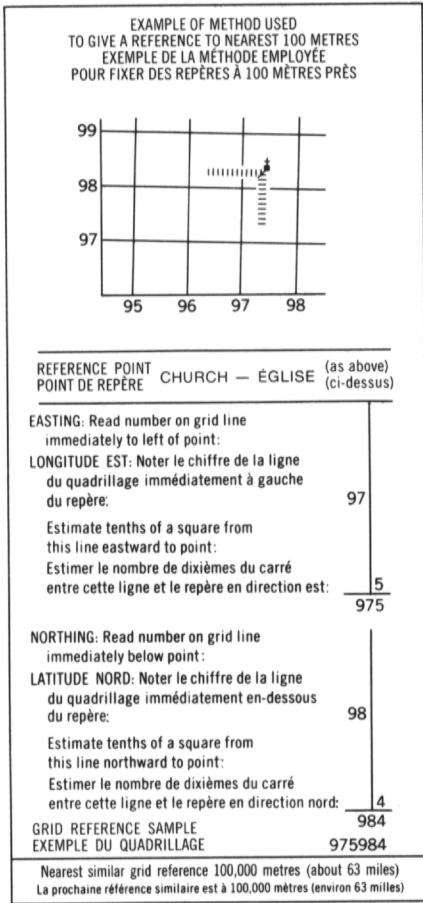 EXAMPLE OF METHOD USED
TO GIVE A REFERENCE TO NEAREST 100 METRES
EXEMPLE DE LA MÉTHODE EMPLOYÉE
POUR FIXER DES REPÈRES À 100 MÈTRES PRÈS
99
98
97
95 96 97 98
REFERENCE POINT CHURCH — ÉGLISE (as above)
POINT DE REPÈRE (ci-dessus)
EASTING: Read number on grid line
immediately to left of point:
LONGITUDE EST: Noter le chiffre de la ligne
du quadrillage immédiatement à gauche
du repère: 97
Estimate tenths of a square from
this line eastward to point:
Estimer le nombre de dixièmes du carré
entre cette ligne et le repère en direction est: 5
975
NORTHING: Read number on grid line
immediately below point:
LATITUDE NORD: Noter le chiffre de la ligne
du quadrillage immédiatement en-dessous
du repère: 98
Estimate tenths of a square from
this line northward to point:
Estimer le nombre de dixièmes du carré
entre cette ligne et le repère en direction nord: 4
984
GRID REFERENCE SAMPLE
EXEMPLE DU QUADRILLAGE 975984
Nearest similar grid reference 100,000 metres (about 63 miles)
La prochaine référence similaire est à 100,000 mètres (environ 63 milles)